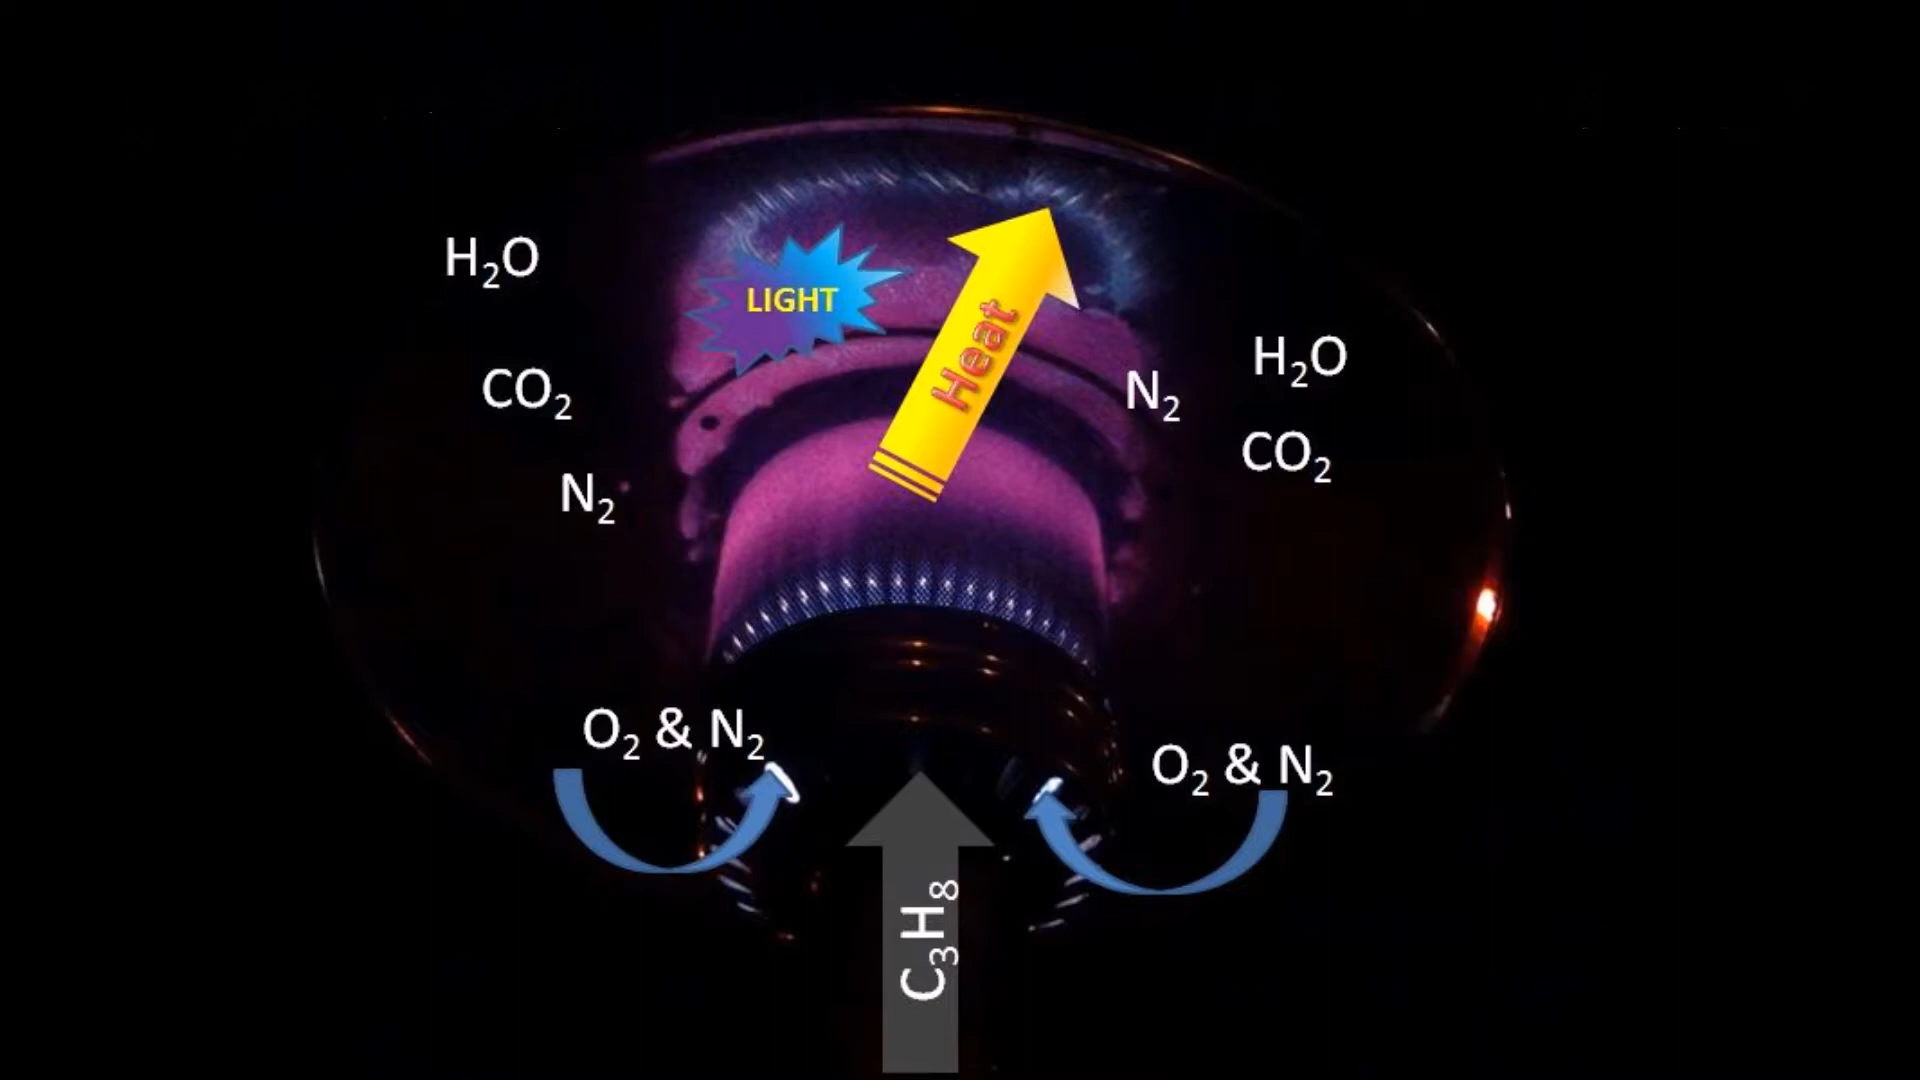 H₂O
LIGHT
Heat
CO₂
N₂
N₂
H₂O
CO₂
O₂ & N₂
O₂ & N₂
C₃H₈